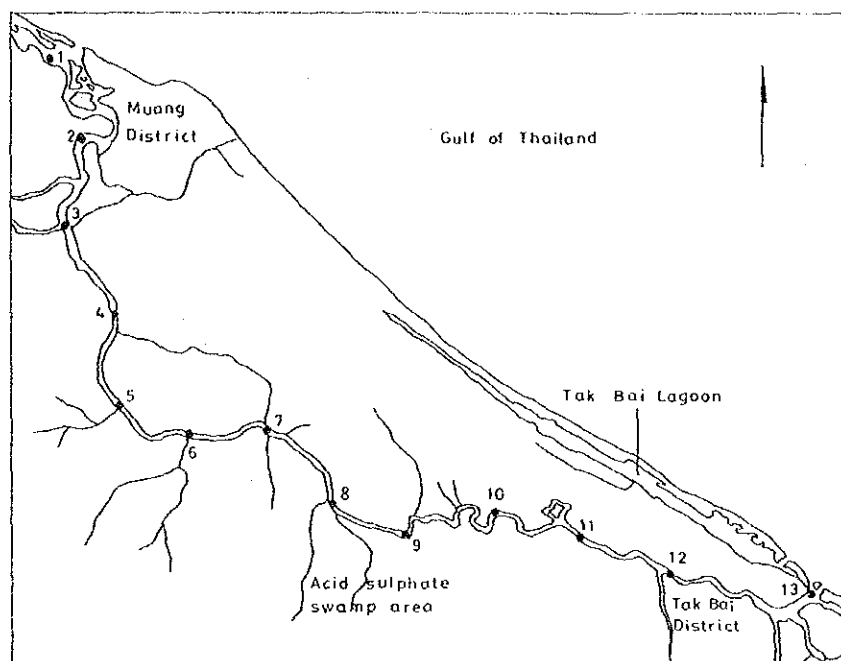 1
Muang
District
2
Gulf of Thailand
3
4
Tak Bai Lagoon
5
6
7
8
9
10
11
12
13
Acid sulphate
swamp area
Tak Bai
District